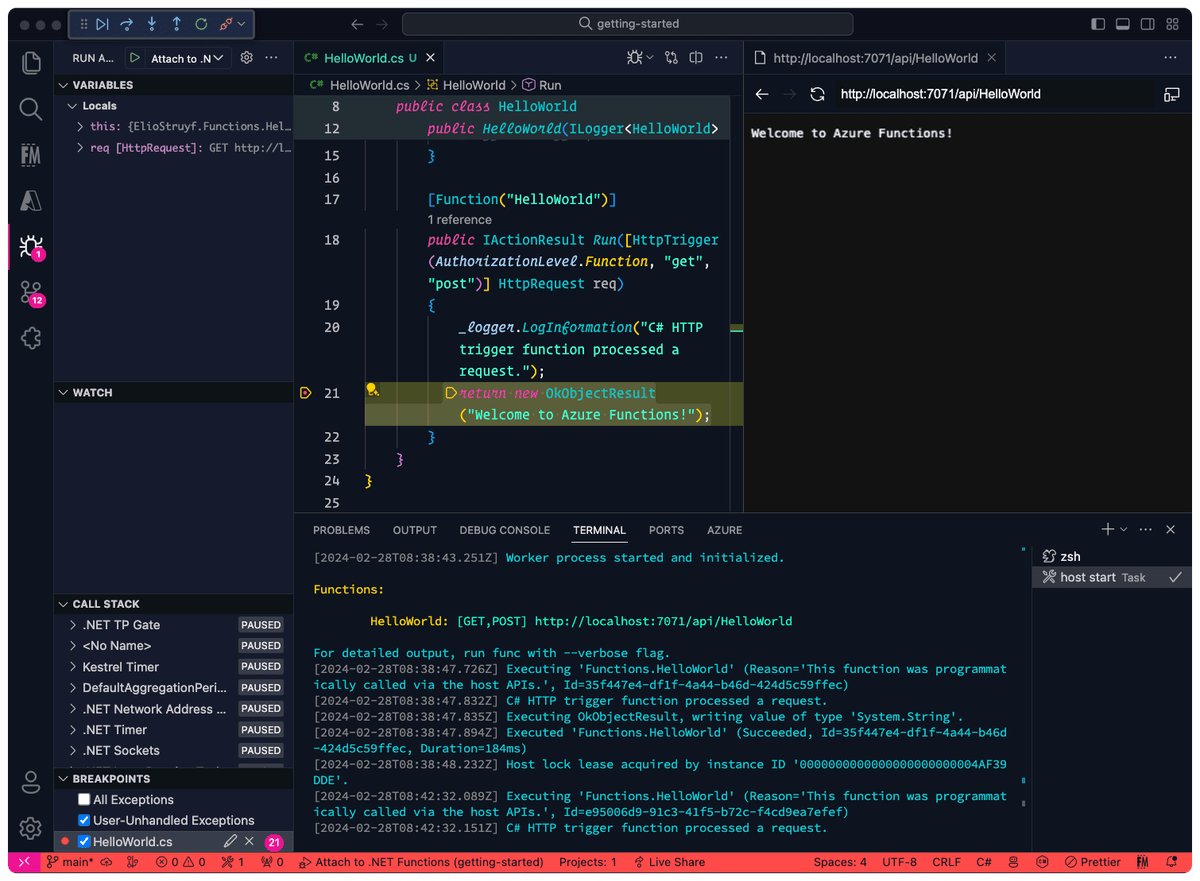 getting-started
RUN A... Attach to .N
VARIABLES
Locals
this: {ElioStruyf.Functions.Hel...
req [HttpRequest]: GET http://l...
WATCH
CALL STACK
.NET TP Gate PAUSED
<No Name> PAUSED
Kestrel Timer PAUSED
DefaultAggregationPeri... PAUSED
.NET Network Address ... PAUSED
.NET Timer PAUSED
.NET Sockets PAUSED
BREAKPOINTS
All Exceptions
User-Unhandled Exceptions
HelloWorld.cs 21
FM
1
12
C# HelloWorld.cs U
C# HelloWorld.cs > HelloWorld > Run
8 public class HelloWorld
12 public HelloWorld(ILogger<HelloWorld>
15 }
16
17 [Function("HelloWorld")]
1 reference
18 public IActionResult Run([HttpTrigger
(AuthorizationLevel.Function, "get",
"post")] HttpRequest req)
19 {
20 _logger.LogInformation("C# HTTP
trigger function processed a
request.");
21 return new OkObjectResult
("Welcome to Azure Functions!");
22 }
23 }
24 }
25
http://localhost:7071/api/HelloWorld
http://localhost:7071/api/HelloWorld
Welcome to Azure Functions!
PROBLEMS OUTPUT DEBUG CONSOLE TERMINAL PORTS AZURE
[2024-02-28T08:38:43.251Z] Worker process started and initialized.
Functions:
HelloWorld: [GET,POST] http://localhost:7071/api/HelloWorld
For detailed output, run func with --verbose flag.
[2024-02-28T08:38:47.726Z] Executing 'Functions.HelloWorld' (Reason='This function was programmat
ically called via the host APIs.', Id=35f447e4-df1f-4a44-b46d-424d5c59ffec)
[2024-02-28T08:38:47.832Z] C# HTTP trigger function processed a request.
[2024-02-28T08:38:47.835Z] Executing OkObjectResult, writing value of type 'System.String'.
[2024-02-28T08:38:47.894Z] Executed 'Functions.HelloWorld' (Succeeded, Id=35f447e4-df1f-4a44-b46d
-424d5c59ffec, Duration=184ms)
[2024-02-28T08:38:48.232Z] Host lock lease acquired by instance ID '0000000000000000000000004AF39
DDE'.
[2024-02-28T08:42:32.089Z] Executing 'Functions.HelloWorld' (Reason='This function was programmat
ically called via the host APIs.', Id=e95006d9-91c3-41f5-b72c-f4cd9ea7efef)
[2024-02-28T08:42:32.151Z] C# HTTP trigger function processed a request.
zsh
host start Task
main* 0 0 1 0 Attach to .NET Functions (getting-started) Projects: 1 Live Share Spaces: 4 UTF-8 CRLF C# Prettier FM